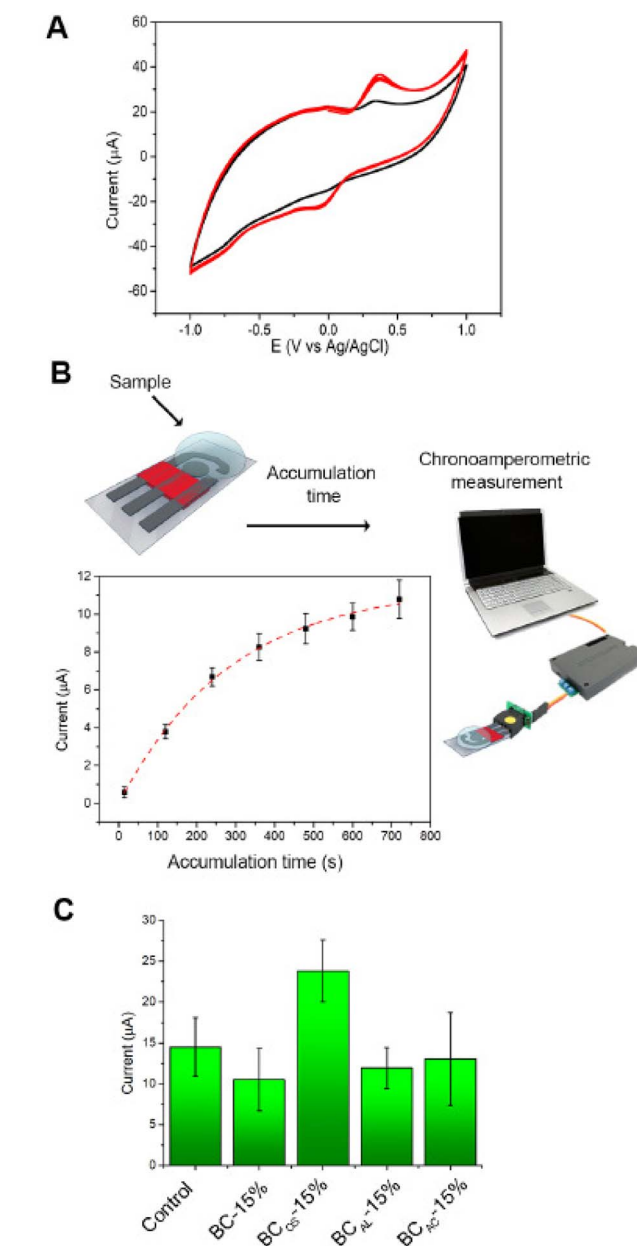 A
60
40
20
0
-20
-40
-60
Current (µA)
-1.0 -0.5 0.0 0.5 1.0
E (V vs Ag/AgCl)
B
Sample
Accumulation
time
Chronoamperometric
measurement
12
10
8
6
4
2
0
Current (µA)
0 100 200 300 400 500 600 700 800
Accumulation time (s)
C
30
25
20
15
10
5
0
Current (µA)
Control BC-15% BCOS-15% BCAL-15% BCAC-15%